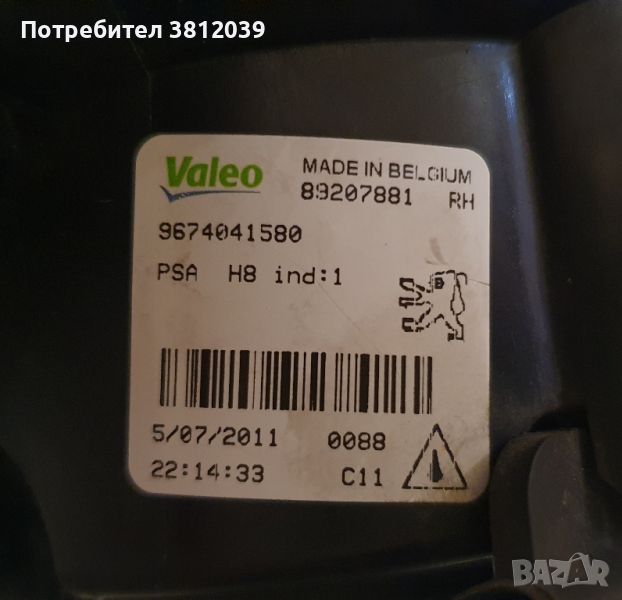 Потребител 3812039
Valeo
MADE IN BELGIUM
89207881 RH
9674041580
PSA H8 ind:1
5/07/2011 0088
22:14:33 C11
BAZAR